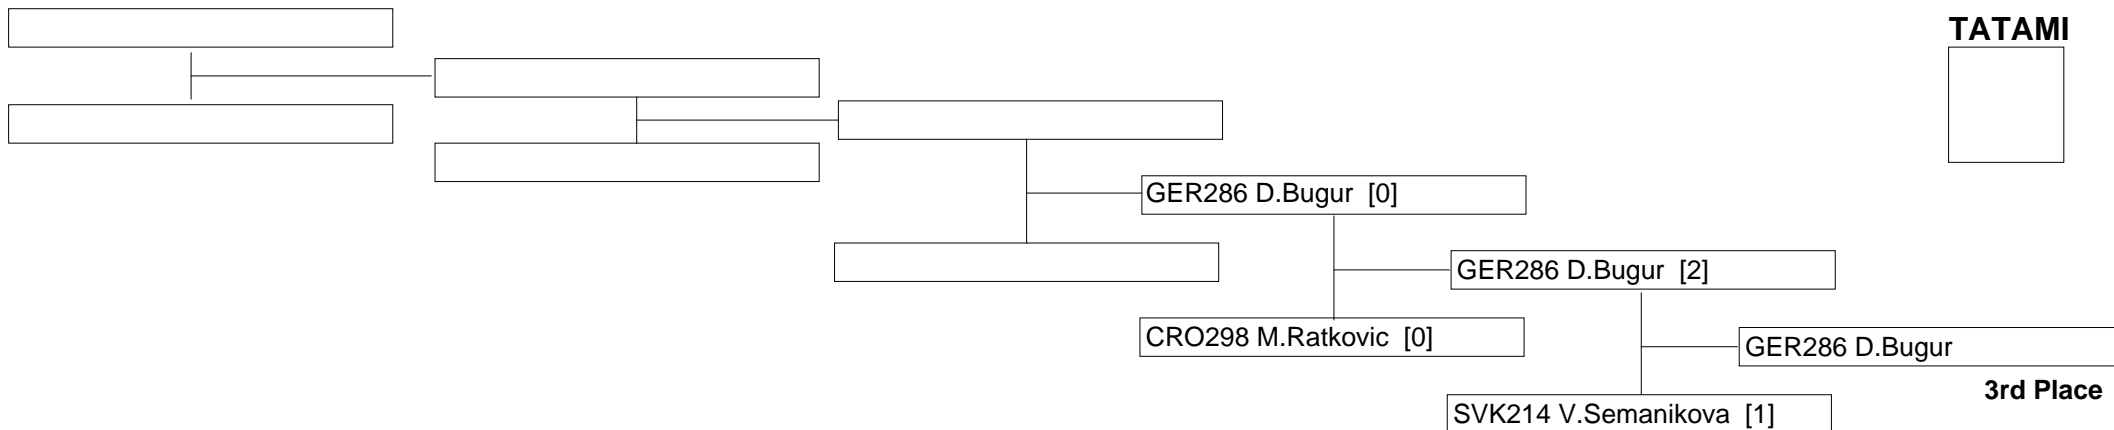 TATAMI
GER286 D.Bugur [0]
GER286 D.Bugur [2]
CRO298 M.Ratkovic [0]
GER286 D.Bugur
3rd Place
SVK214 V.Semanikova [1]